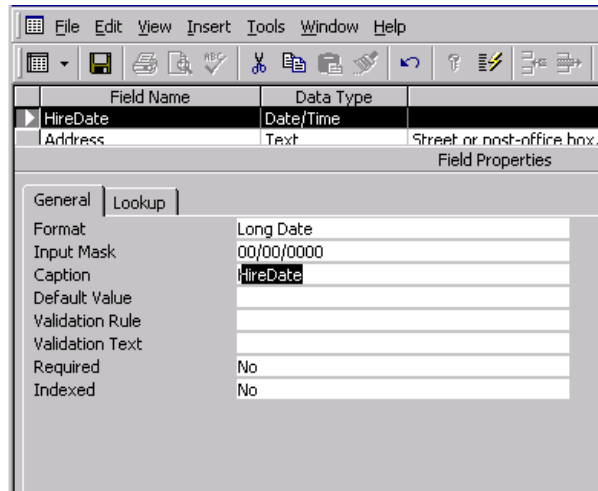 File Edit View Insert Tools Window Help
ABC
Field Name Data Type
HireDate Date/Time
Address Text Street or post-office box.
Field Properties
General Lookup
Format Long Date
Input Mask 00/00/0000
Caption HireDate
Default Value
Validation Rule
Validation Text
Required No
Indexed No